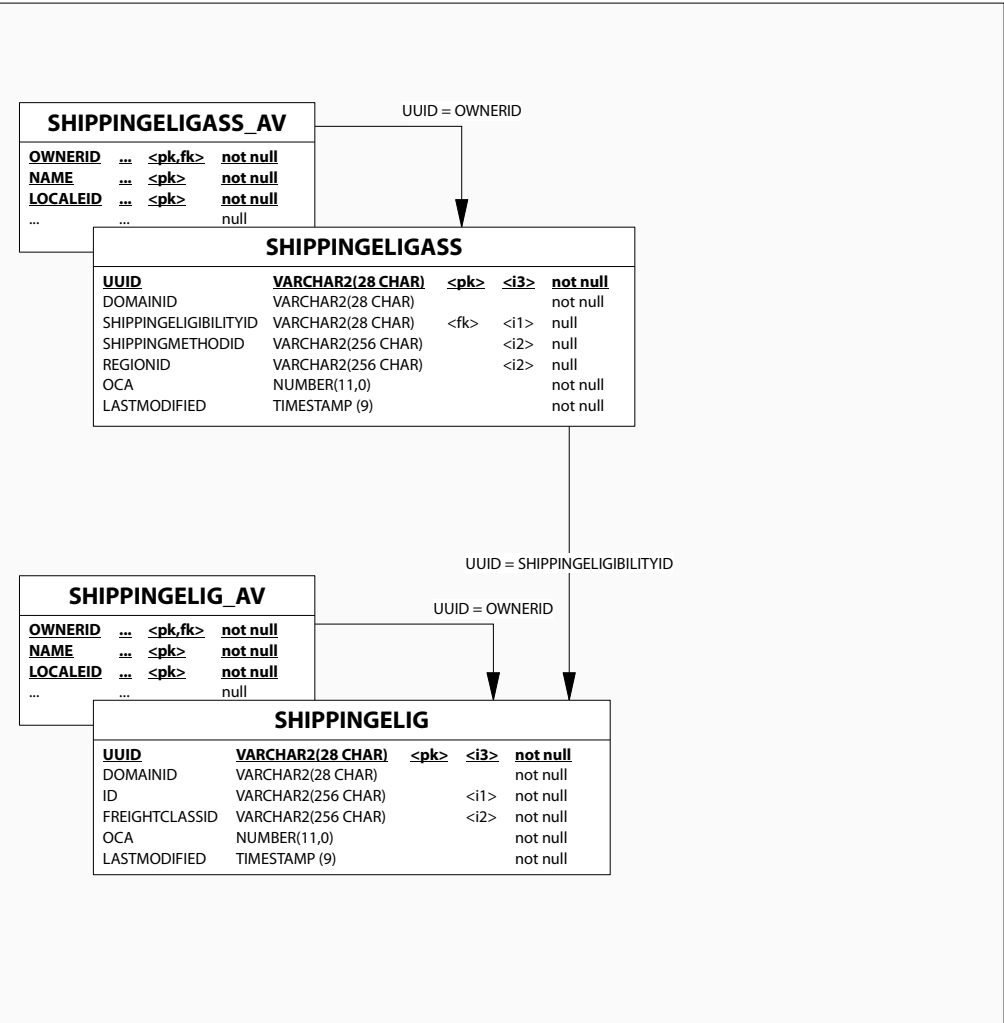 UUID = OWNERID
SHIPPINGELIGASS_AV
OWNERID ... <pk,fk> not null
NAME ... <pk> not null
LOCALEID ... <pk> not null
... ... null
SHIPPINGELIGASS
UUID VARCHAR2(28 CHAR) <pk> <i3> not null
DOMAINID VARCHAR2(28 CHAR) not null
SHIPPINGELIGIBILITYID VARCHAR2(28 CHAR) <fk> <i1> null
SHIPPINGMETHODID VARCHAR2(256 CHAR) <i2> null
REGIONID VARCHAR2(256 CHAR) <i2> null
OCA NUMBER(11,0) not null
LASTMODIFIED TIMESTAMP (9) not null
UUID = SHIPPINGELIGIBILITYID
SHIPPINGELIG_AV
UUID = OWNERID
OWNERID ... <pk,fk> not null
NAME ... <pk> not null
LOCALEID ... <pk> not null
... ... null
SHIPPINGELIG
UUID VARCHAR2(28 CHAR) <pk> <i3> not null
DOMAINID VARCHAR2(28 CHAR) not null
ID VARCHAR2(256 CHAR) <i1> not null
FREIGHTCLASSID VARCHAR2(256 CHAR) <i2> not null
OCA NUMBER(11,0) not null
LASTMODIFIED TIMESTAMP (9) not null